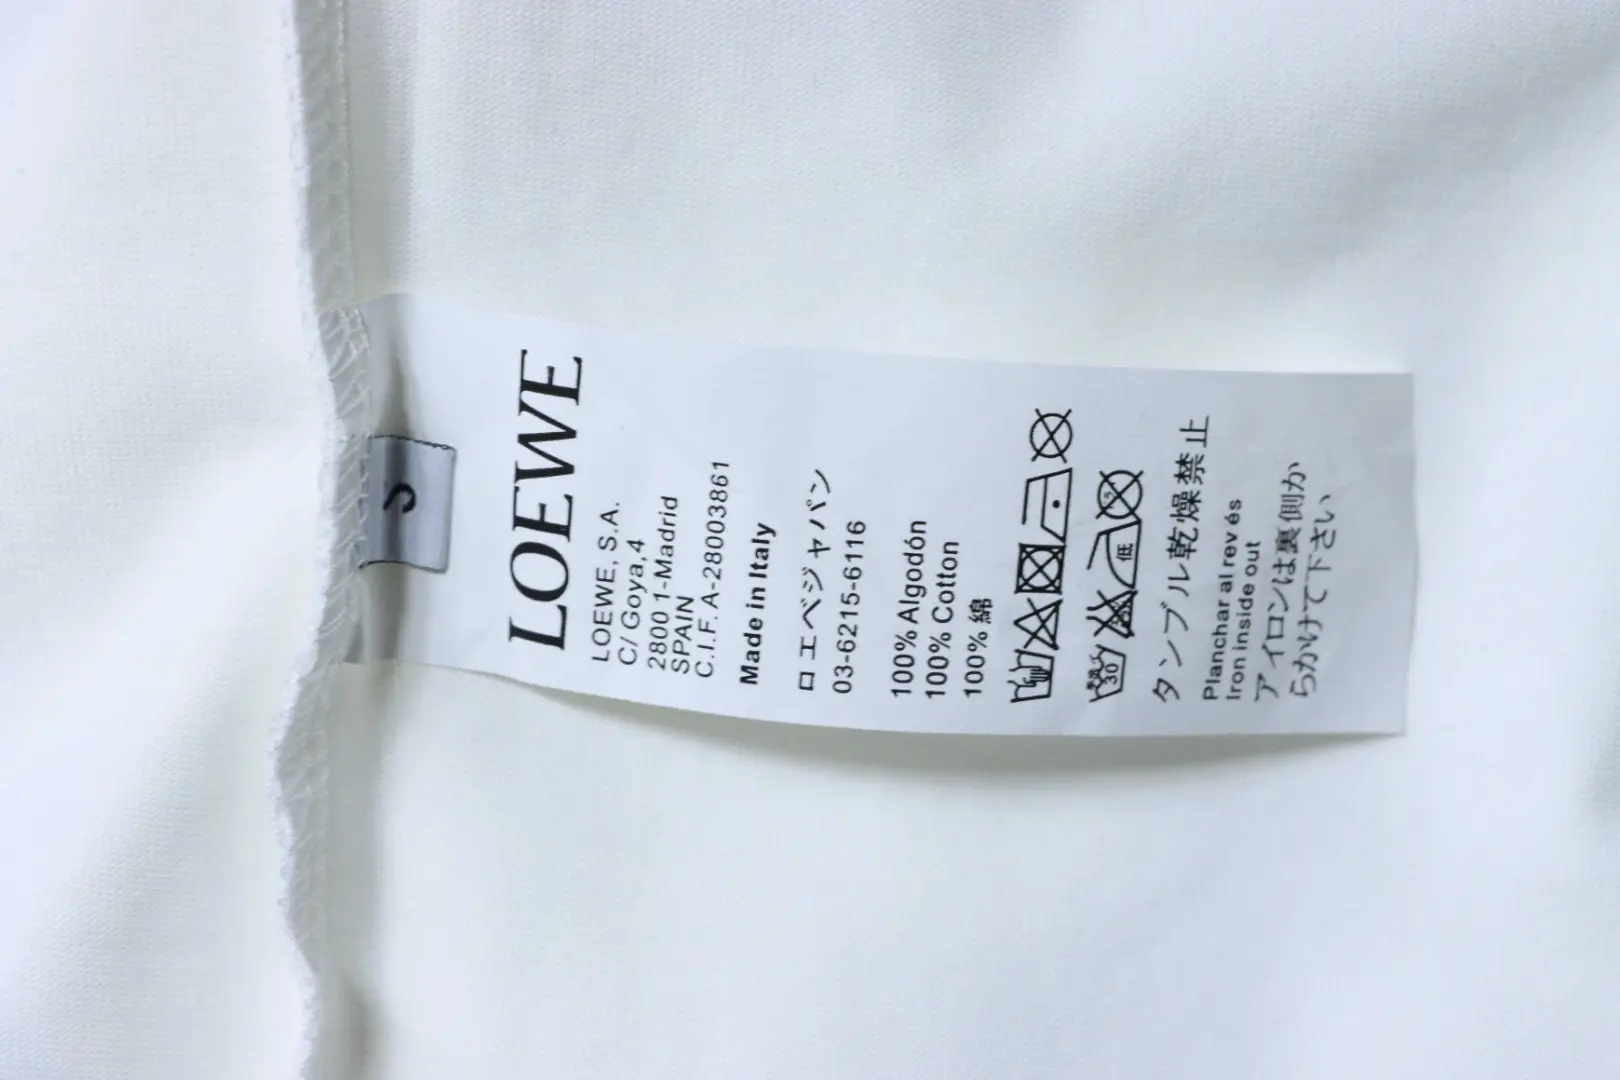 S
LOEWE
LOEWE, S.A.
C/ Goya,4
2800 1-Madrid
SPAIN
C.I.F. A-28003861
Made in Italy
ロエベジャバン
03-6215-6116
100% Algodón
100% Cotton
100% 綿
30
低
タンブル乾燥禁止
Planchar al rev és
Iron inside out
アイロンは裏側か
らかけて下さい